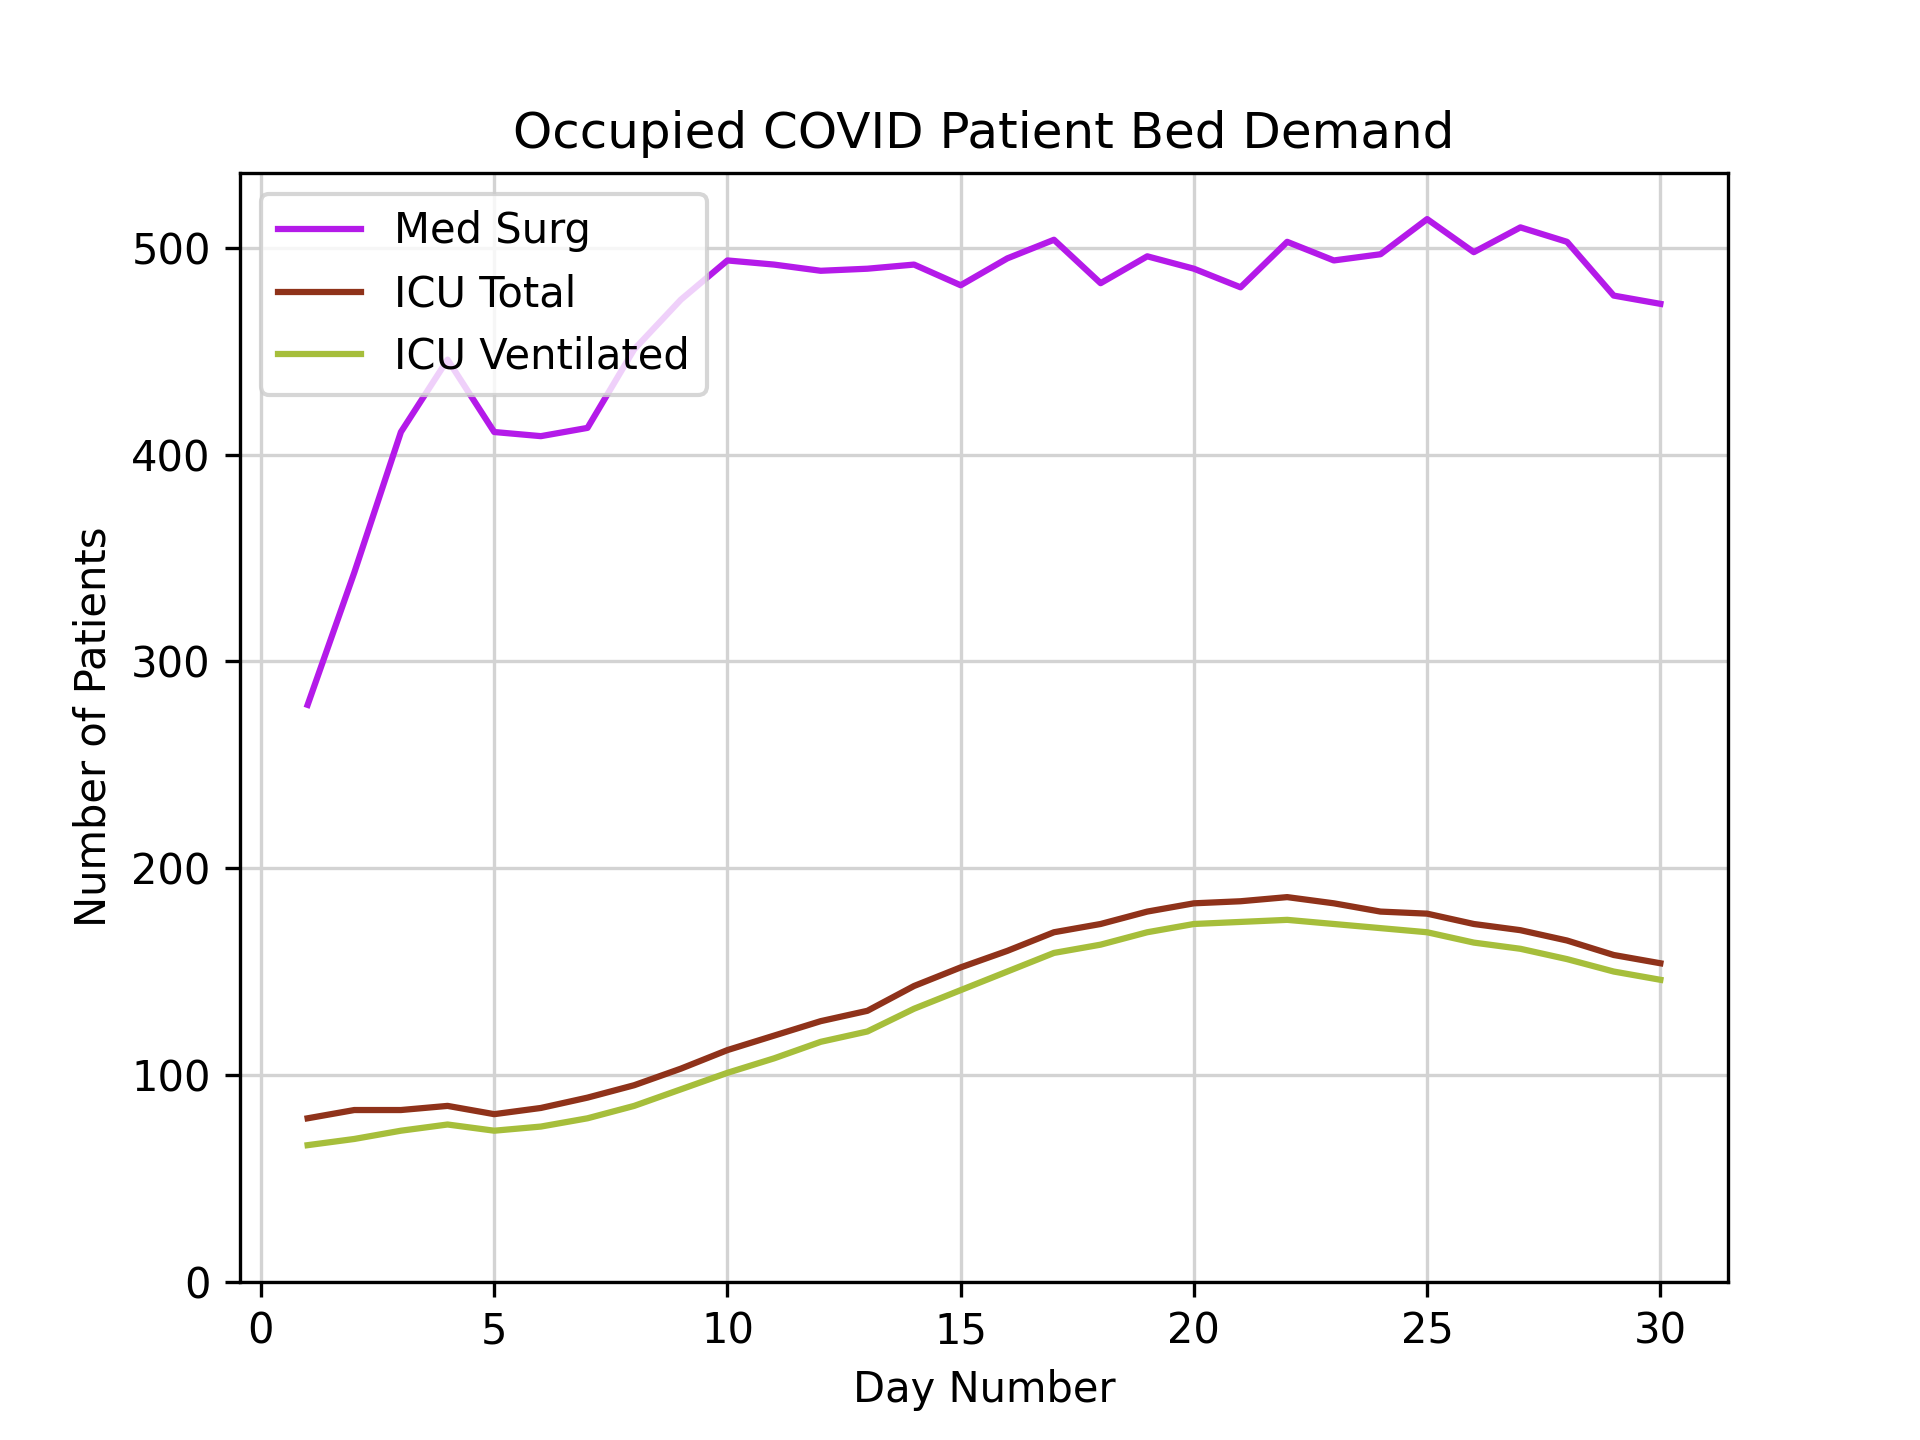 Occupied COVID Patient Bed Demand
Med Surg
ICU Total
ICU Ventilated
Number of Patients
500
400
300
200
100
0
0 5 10 15 20 25 30
Day Number